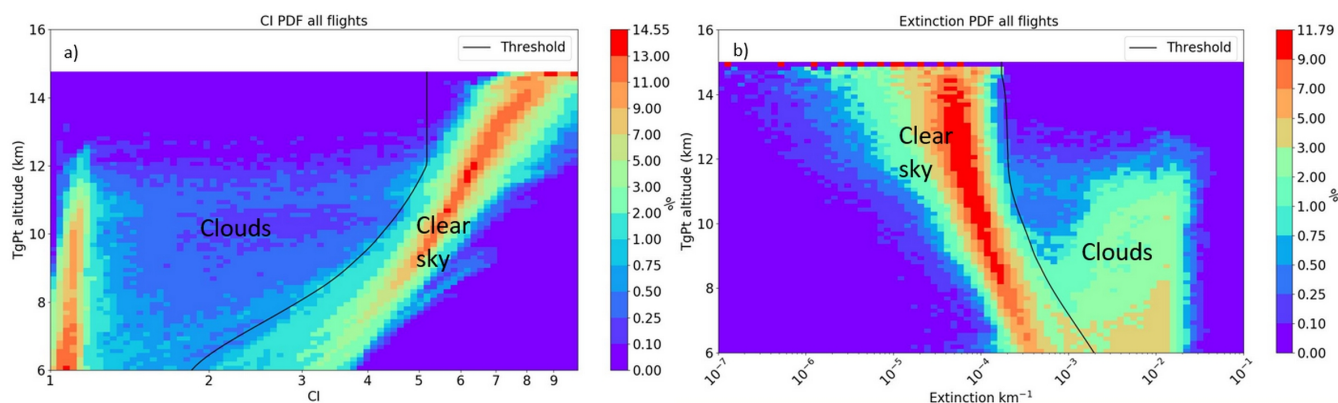 CI PDF all flights
a)
Threshold
Clouds
Clear
sky
TgPt altitude (km)
16
14
12
10
8
6
1 2 3 4 5 6 7 8 9
CI
14.55
13.00
11.00
9.00
7.00
5.00
3.00
2.00
1.00
0.75
0.50
0.25
0.10
0.00
%
Extinction PDF all flights
b)
Threshold
Clear
sky
Clouds
TgPt altitude (km)
16
14
12
10
8
6
10⁻⁷ 10⁻⁶ 10⁻⁵ 10⁻⁴ 10⁻³ 10⁻² 10⁻¹
Extinction km⁻¹
11.79
9.00
7.00
5.00
3.00
2.00
1.00
0.75
0.50
0.25
0.10
0.00
%